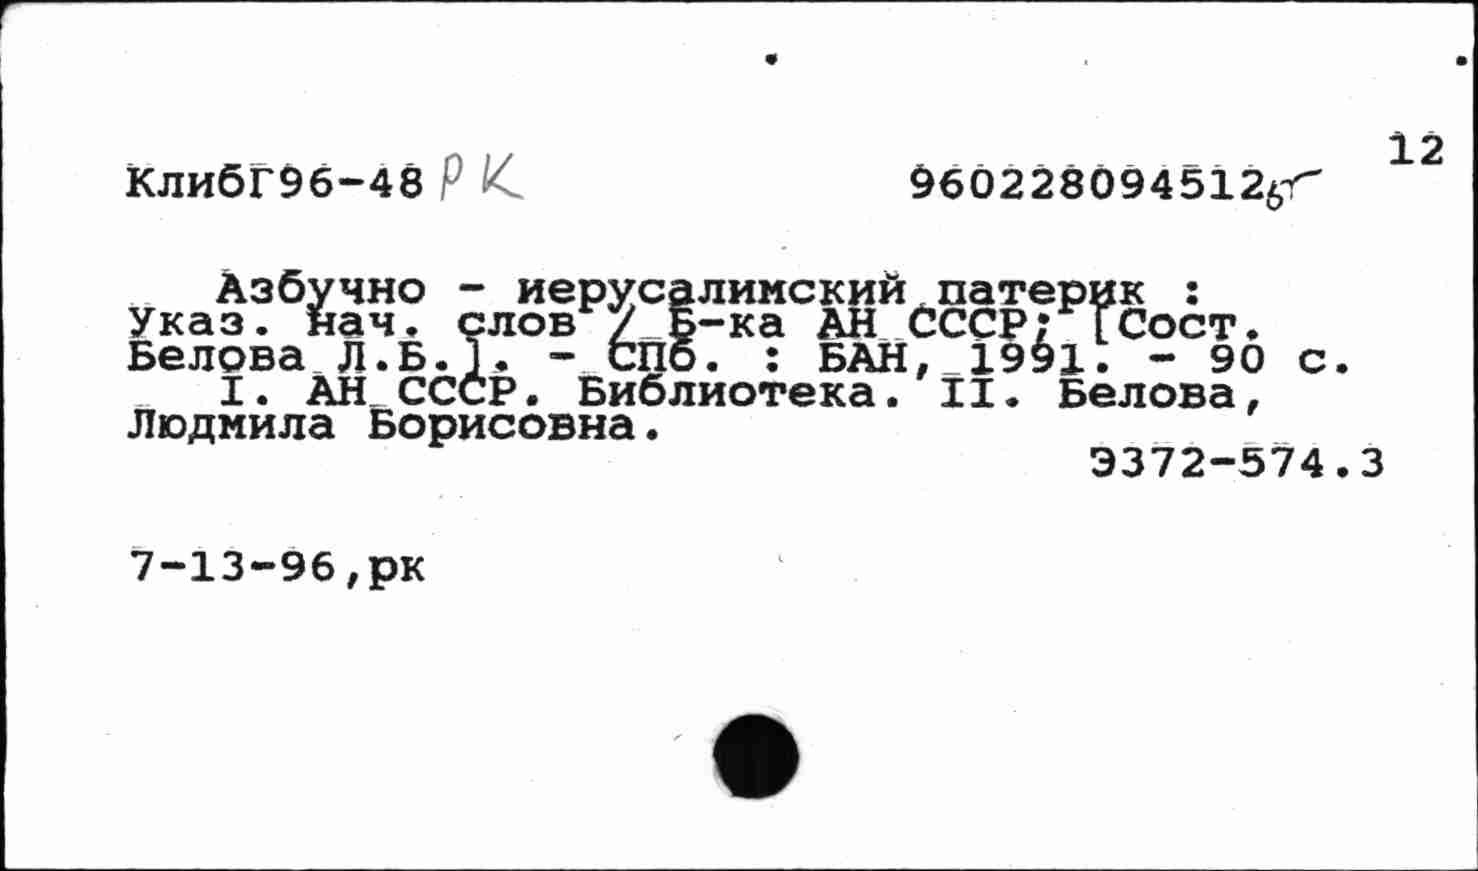 12
КлибГ96-48 РК 960228094512
Азбучно - иерусалимский патерик :
Указ. нач. слов / Б-ка АН СССР; [Сост.
Белова Л.Б.]. - СПб. : БАН, 1991. - 90 с.
I. АН СССР. Библиотека. II. Белова,
Людмила Борисовна.
Э372-574.3
7-13-96,рк